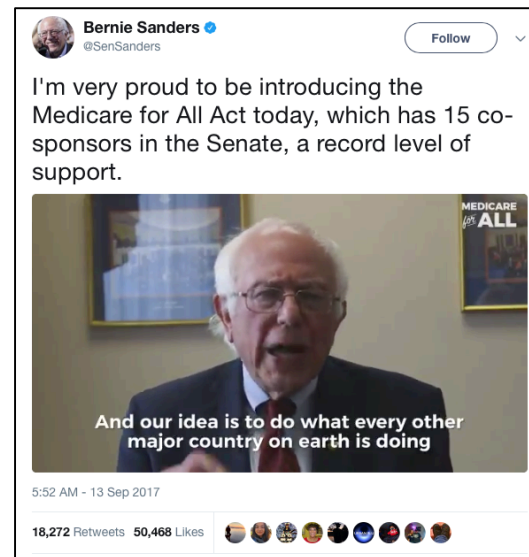 Bernie Sanders
@SenSanders
Follow
I'm very proud to be introducing the
Medicare for All Act today, which has 15 co-
sponsors in the Senate, a record level of
support.
MEDICARE
for ALL
And our idea is to do what every other
major country on earth is doing
5:52 AM - 13 Sep 2017
18,272 Retweets 50,468 Likes